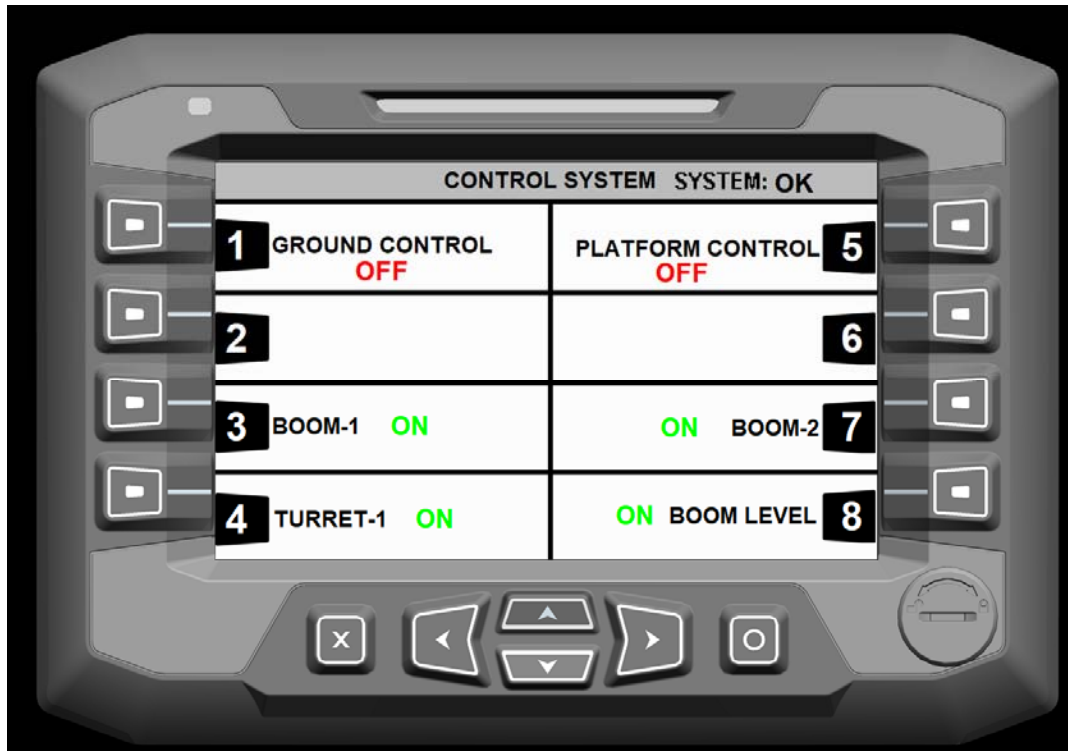 CONTROL SYSTEM SYSTEM: OK
1 GROUND CONTROL
OFF
PLATFORM CONTROL 5
OFF
2
6
3 BOOM-1 ON
ON BOOM-2 7
4 TURRET-1 ON
ON BOOM LEVEL 8
X
O